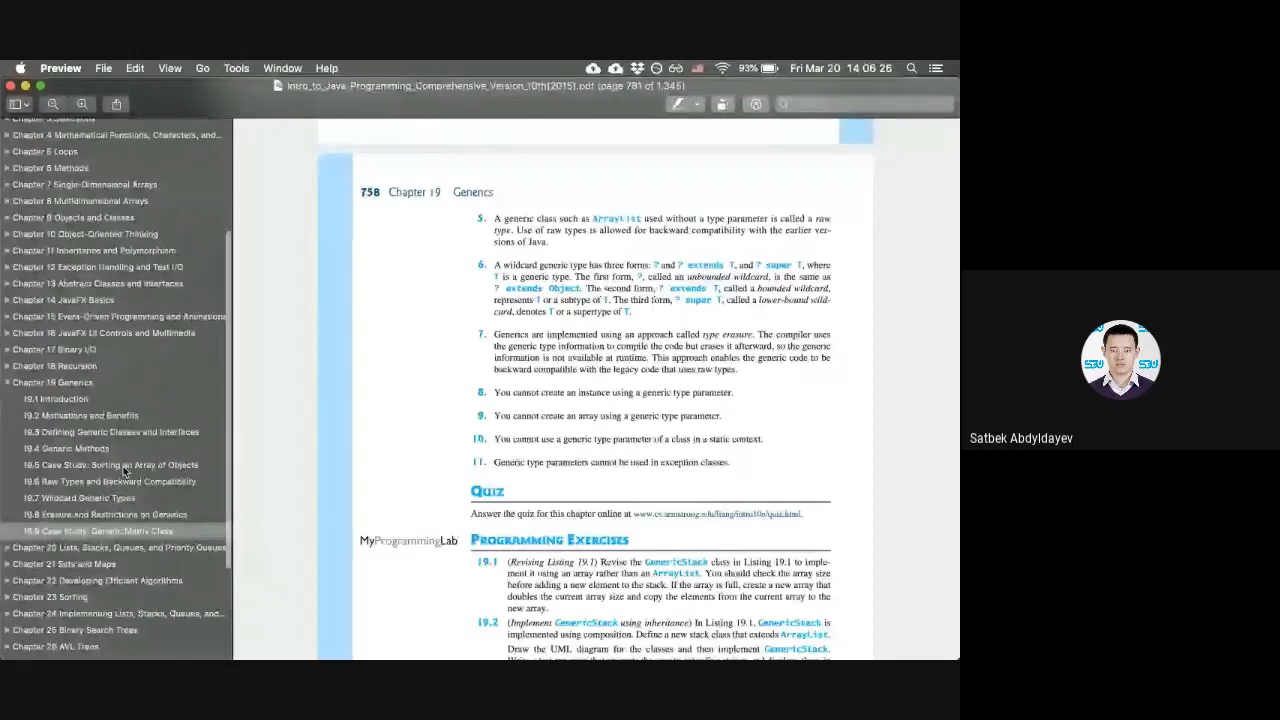 Preview File Edit View Go Tools Window Help 93% Fri Mar 20 14 06 26
Intro_to_Java_Programming_Comprehensive_Version_10th(2015).pdf (page 781 of 1,345)
Chapter 4 Mathematical Functions, Characters, and...
Chapter 5 Loops
Chapter 6 Methods
Chapter 7 Single-Dimensional Arrays
Chapter 8 Multidimensional Arrays
Chapter 9 Objects and Classes
Chapter 10 Object-Oriented Thinking
Chapter 11 Inheritance and Polymorphism
Chapter 12 Exception Handling and Text I/O
Chapter 13 Abstract Classes and Interfaces
Chapter 14 JavaFX Basics
Chapter 15 Event-Driven Programming and Animations
Chapter 16 JavaFX UI Controls and Multimedia
Chapter 17 Binary I/O
Chapter 18 Recursion
Chapter 19 Generics
19.1 Introduction
19.2 Motivations and Benefits
19.3 Defining Generic Classes and Interfaces
19.4 Generic Methods
19.5 Case Study: Sorting an Array of Objects
19.6 Raw Types and Backward Compatibility
19.7 Wildcard Generic Types
19.8 Erasure and Restrictions on Generics
19.9 Case Study: Generic Matrix Class
Chapter 20 Lists, Stacks, Queues, and Priority Queues
Chapter 21 Sets and Maps
Chapter 22 Developing Efficient Algorithms
Chapter 23 Sorting
Chapter 24 Implementing Lists, Stacks, Queues, and...
Chapter 25 Binary Search Trees
Chapter 26 AVL Trees
758 Chapter 19 Generics
5. A generic class such as ArrayList used without a type parameter is called a raw
type. Use of raw types is allowed for backward compatibility with the earlier ver-
sions of Java.
6. A wildcard generic type has three forms: ? and ? extends T, and ? super T, where
T is a generic type. The first form, ?, called an unbounded wildcard, is the same as
? extends Object. The second form, ? extends T, called a bounded wildcard,
represents T or a subtype of T. The third form, ? super T, called a lower-bound wild-
card, denotes T or a supertype of T.
7. Generics are implemented using an approach called type erasure. The compiler uses
the generic type information to compile the code but erases it afterward, so the generic
information is not available at runtime. This approach enables the generic code to be
backward compatible with the legacy code that uses raw types.
8. You cannot create an instance using a generic type parameter.
9. You cannot create an array using a generic type parameter.
10. You cannot use a generic type parameter of a class in a static context.
11. Generic type parameters cannot be used in exception classes.
QUIZ
Answer the quiz for this chapter online at www.cs.armstrong.edu/liang/intro10e/quiz.html.
MyProgrammingLab PROGRAMMING EXERCISES
19.1 (Revising Listing 19.1) Revise the GenericStack class in Listing 19.1 to imple-
ment it using an array rather than an ArrayList. You should check the array size
before adding a new element to the stack. If the array is full, create a new array that
doubles the current array size and copy the elements from the current array to the
new array.
19.2 (Implement GenericStack using inheritance) In Listing 19.1, GenericStack is
implemented using composition. Define a new stack class that extends ArrayList.
Draw the UML diagram for the classes and then implement GenericStack.
Satbek Abdyldayev